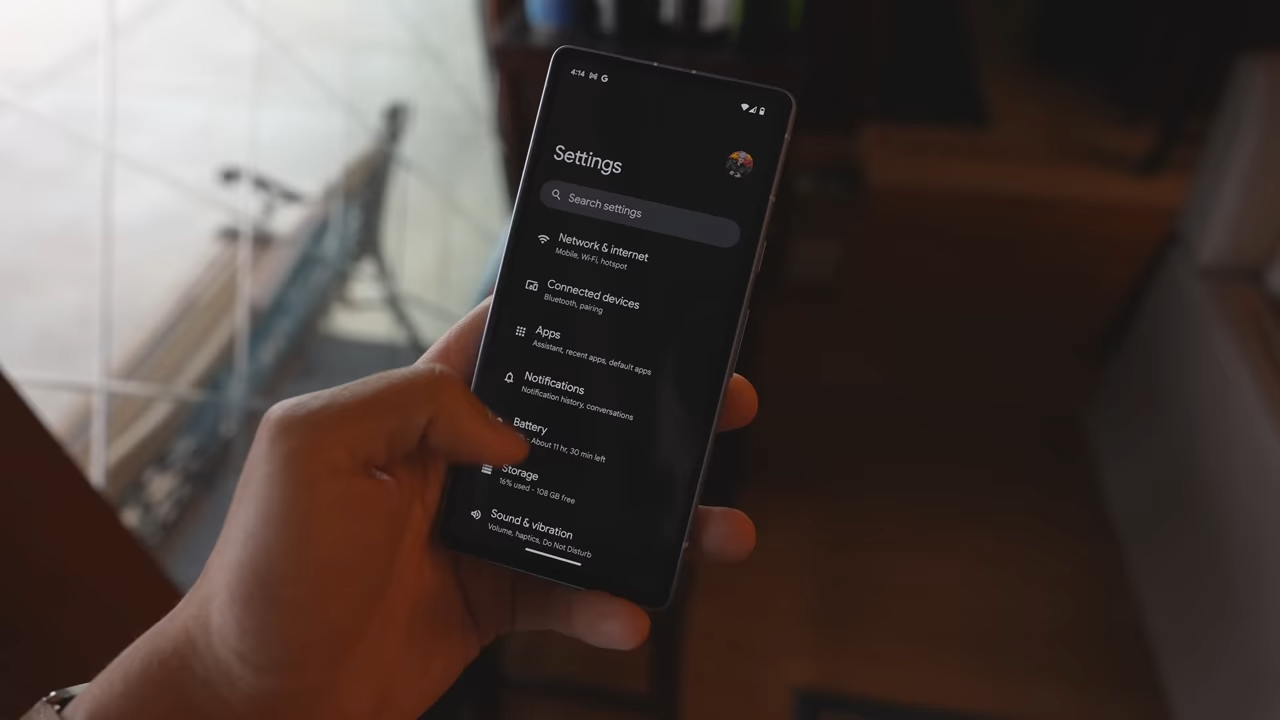 4:14 G
Settings
Search settings
Network & internet
Mobile, Wi-Fi, hotspot
Connected devices
Bluetooth, pairing
Apps
Assistant, recent apps, default apps
Notifications
Notification history, conversations
Battery
- About 11 hr, 30 min left
Storage
16% used - 108 GB free
Sound & vibration
Volume, haptics, Do Not Disturb